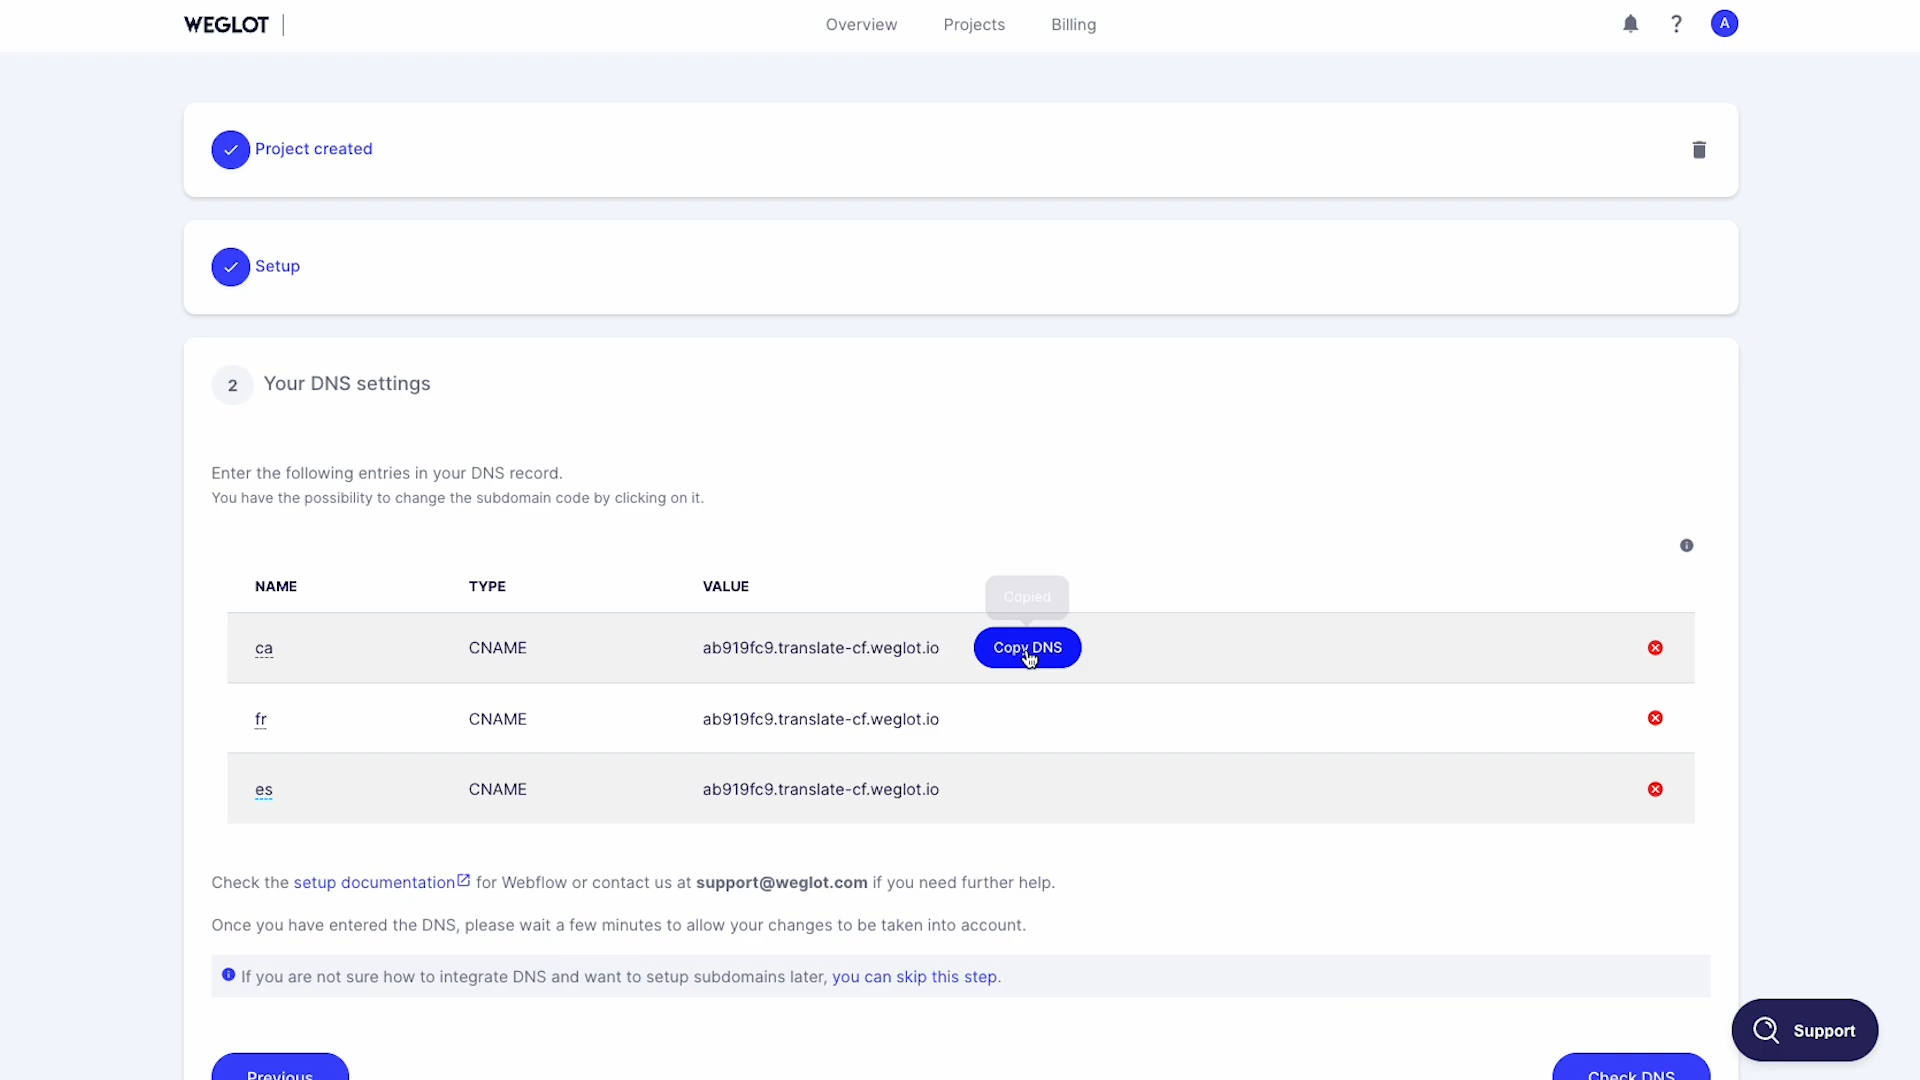 WEGLOT
Overview
Projects
Billing
?
A
Project created
Setup
2
Your DNS settings
Enter the following entries in your DNS record.
You have the possibility to change the subdomain code by clicking on it.
NAME TYPE VALUE
Copied
ca CNAME ab919fc9.translate-cf.weglot.io Copy DNS
fr CNAME ab919fc9.translate-cf.weglot.io
es CNAME ab919fc9.translate-cf.weglot.io
Check the setup documentation for Webflow or contact us at support@weglot.com if you need further help.
Once you have entered the DNS, please wait a few minutes to allow your changes to be taken into account.
If you are not sure how to integrate DNS and want to setup subdomains later, you can skip this step.
Support
Previous
Check DNS